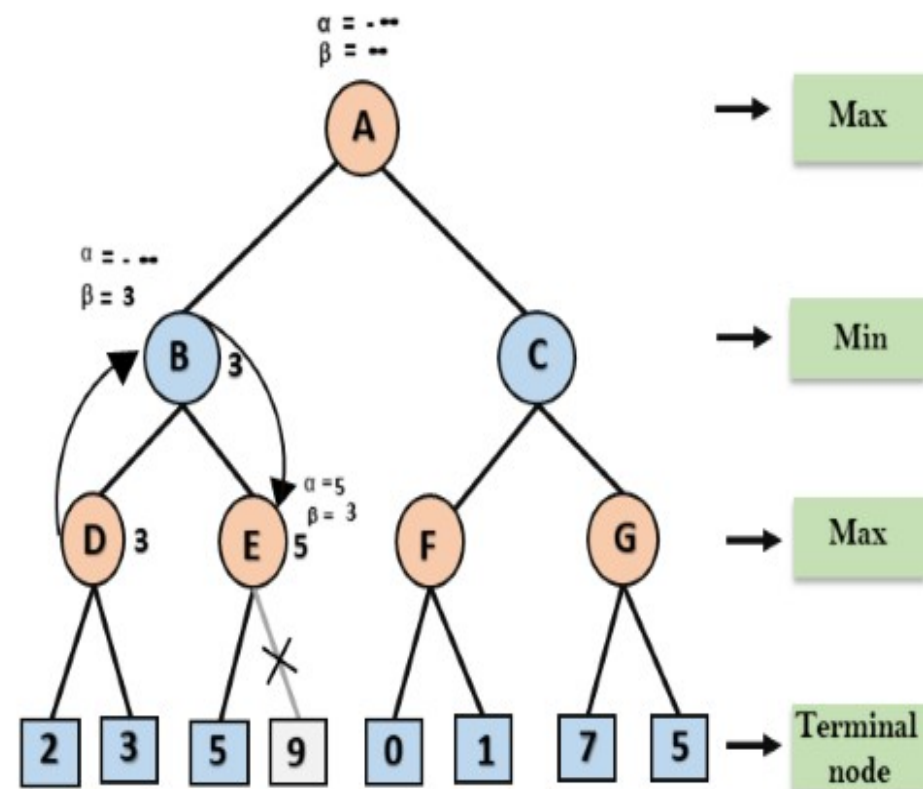 α = - ∞
β = ∞
A
Max
α = - ∞
β = 3
B
3
C
Min
α = 5
β = 3
D
3
E
5
F
G
Max
2
3
5
9
0
1
7
5
Terminal
node